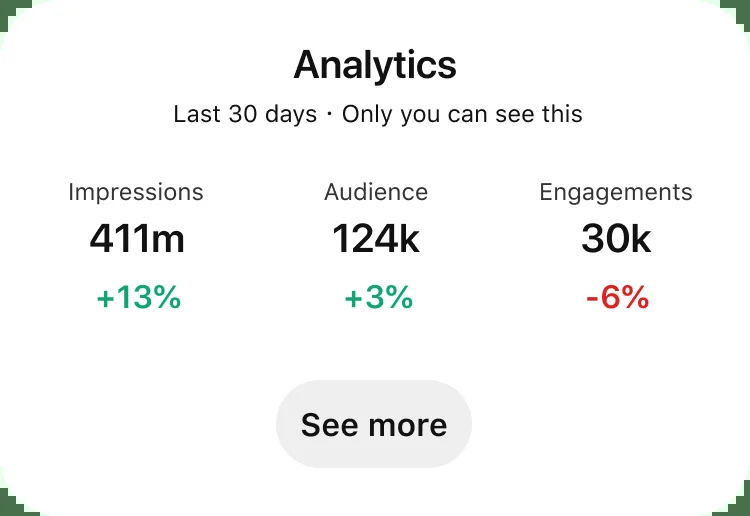 Analytics
Last 30 days · Only you can see this
Impressions Audience Engagements
411m 124k 30k
+13% +3% -6%
See more